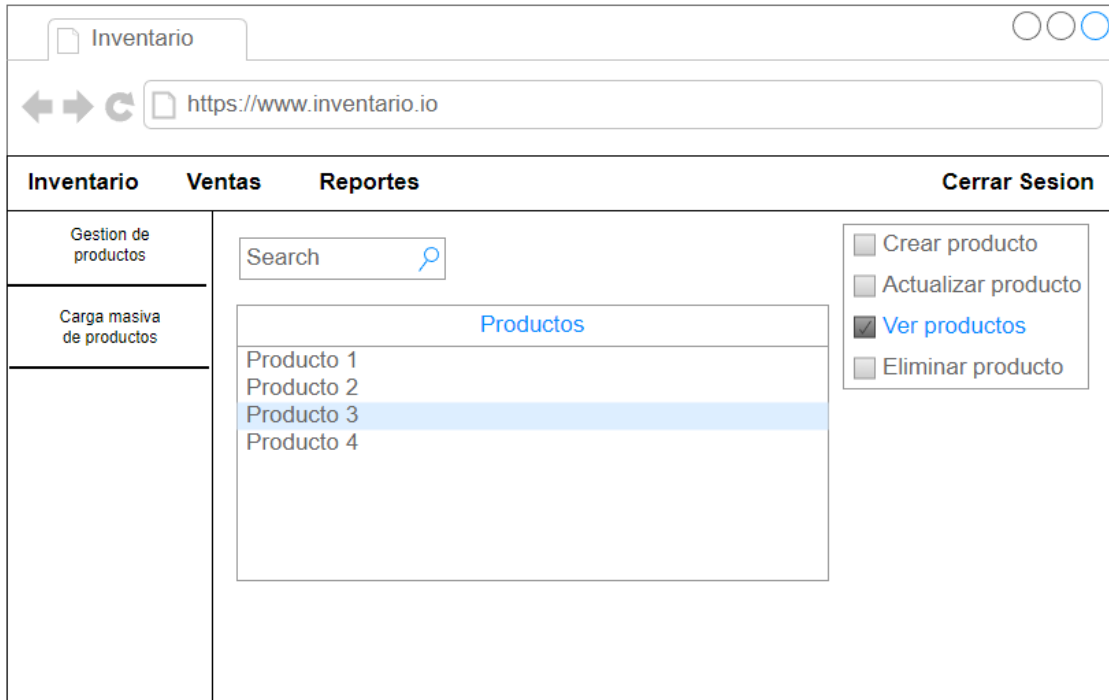 Inventario
https://www.inventario.io
Inventario Ventas Reportes Cerrar Sesion
Gestion de
productos
Carga masiva
de productos
Search
Productos
Producto 1
Producto 2
Producto 3
Producto 4
Crear producto
Actualizar producto
Ver productos
Eliminar producto